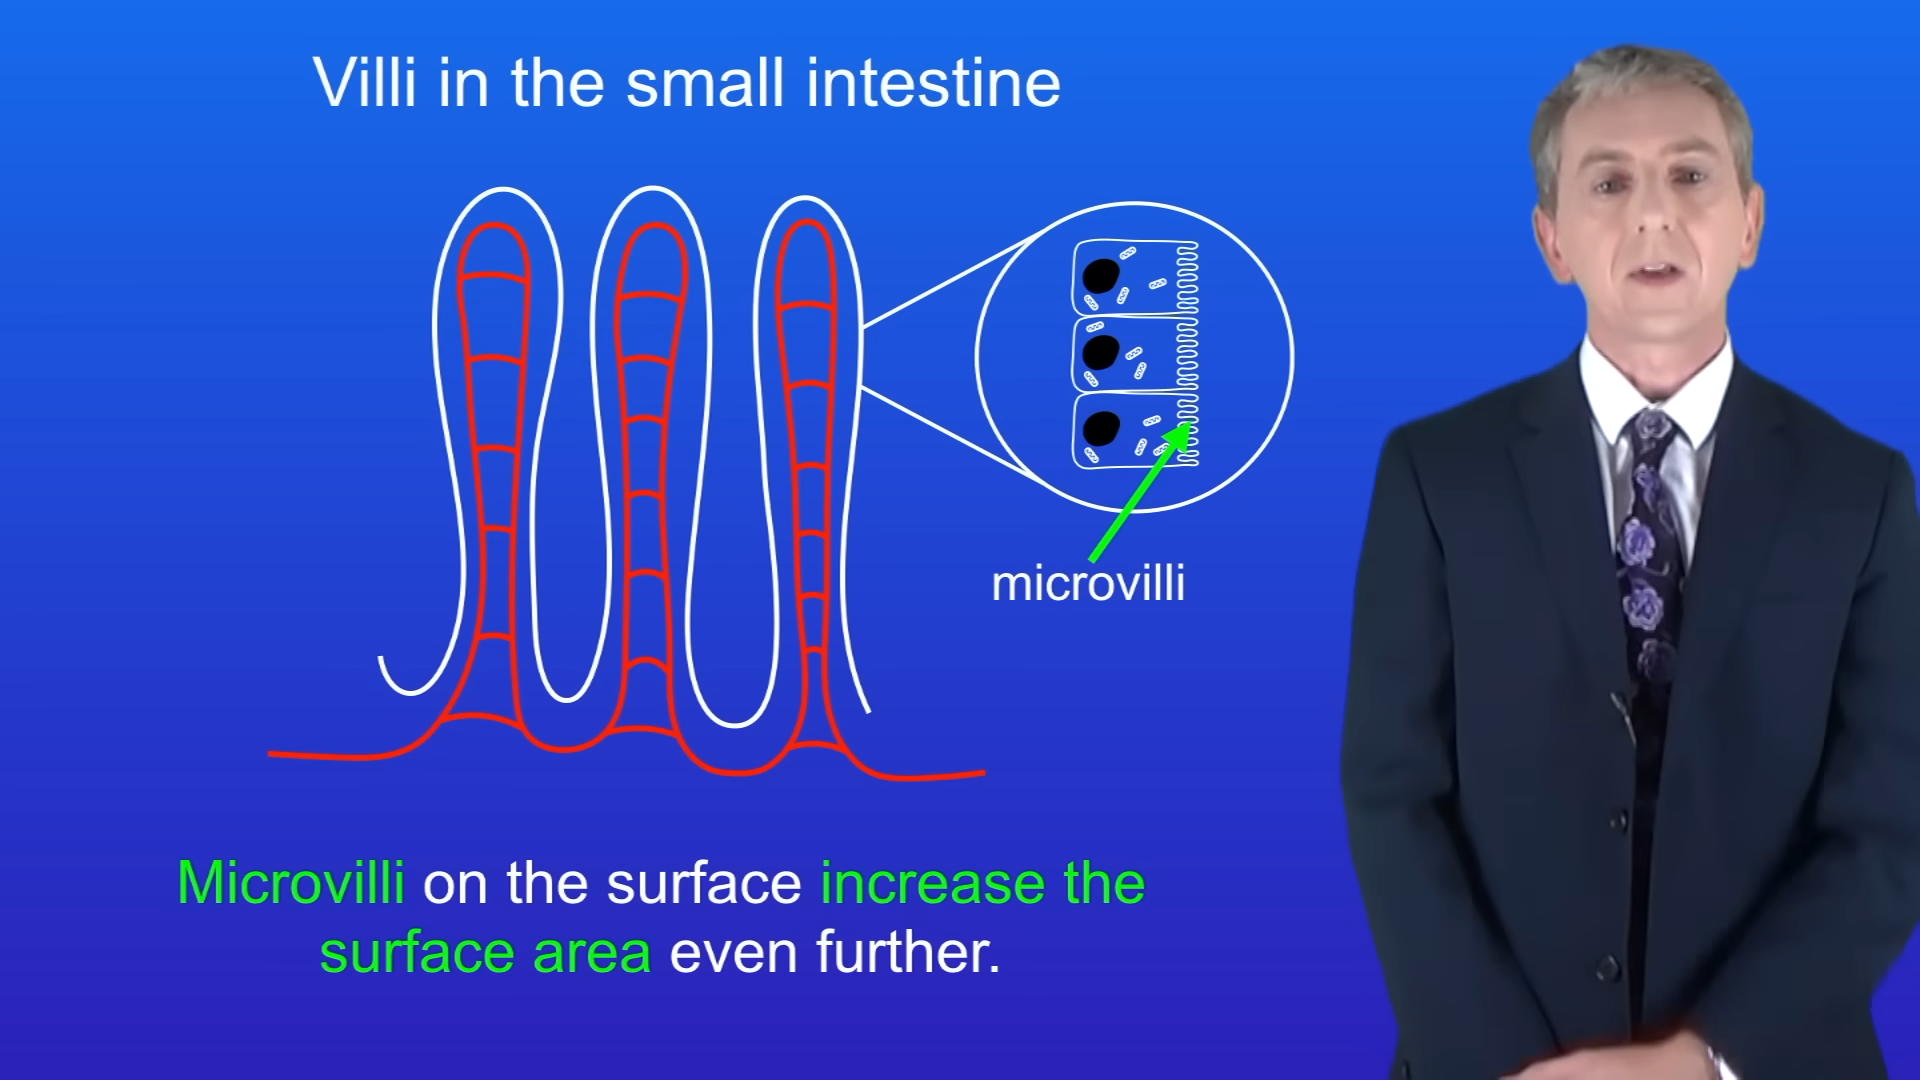 Villi in the small intestine
microvilli
Microvilli on the surface increase the
surface area even further.